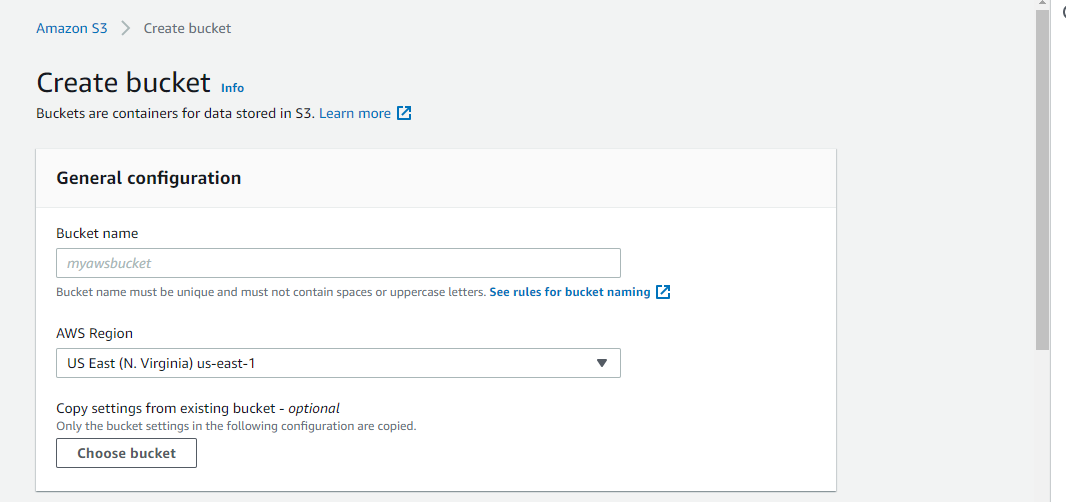 Amazon S3 > Create bucket
Create bucket Info
Buckets are containers for data stored in S3. Learn more
General configuration
Bucket name
myawsbucket
Bucket name must be unique and must not contain spaces or uppercase letters. See rules for bucket naming
AWS Region
US East (N. Virginia) us-east-1
Copy settings from existing bucket - optional
Only the bucket settings in the following configuration are copied.
Choose bucket